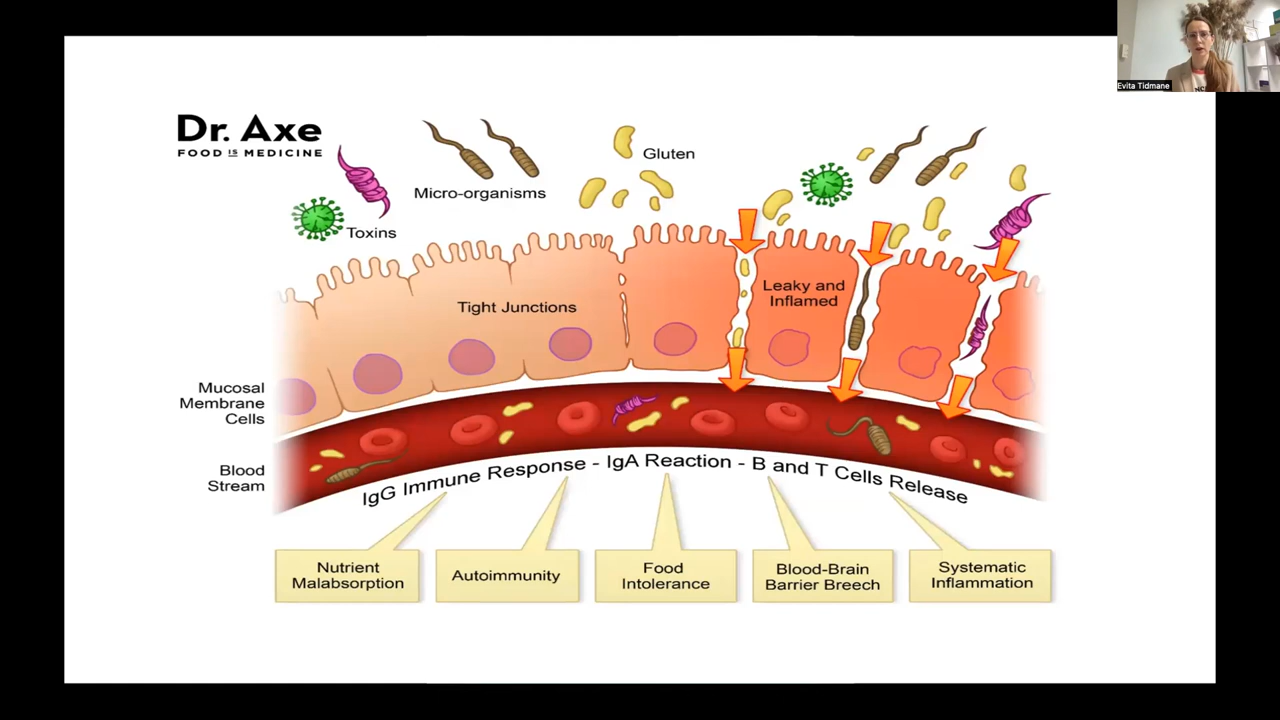 Evita Tidmane
Dr. Axe
FOOD IS MEDICINE
Gluten
Micro-organisms
Toxins
Leaky and
Inflamed
Tight Junctions
Mucosal
Membrane
Cells
Blood
Stream
IgG Immune Response - IgA Reaction - B and T Cells Release
Nutrient
Malabsorption
Autoimmunity
Food
Intolerance
Blood-Brain
Barrier Breech
Systematic
Inflammation